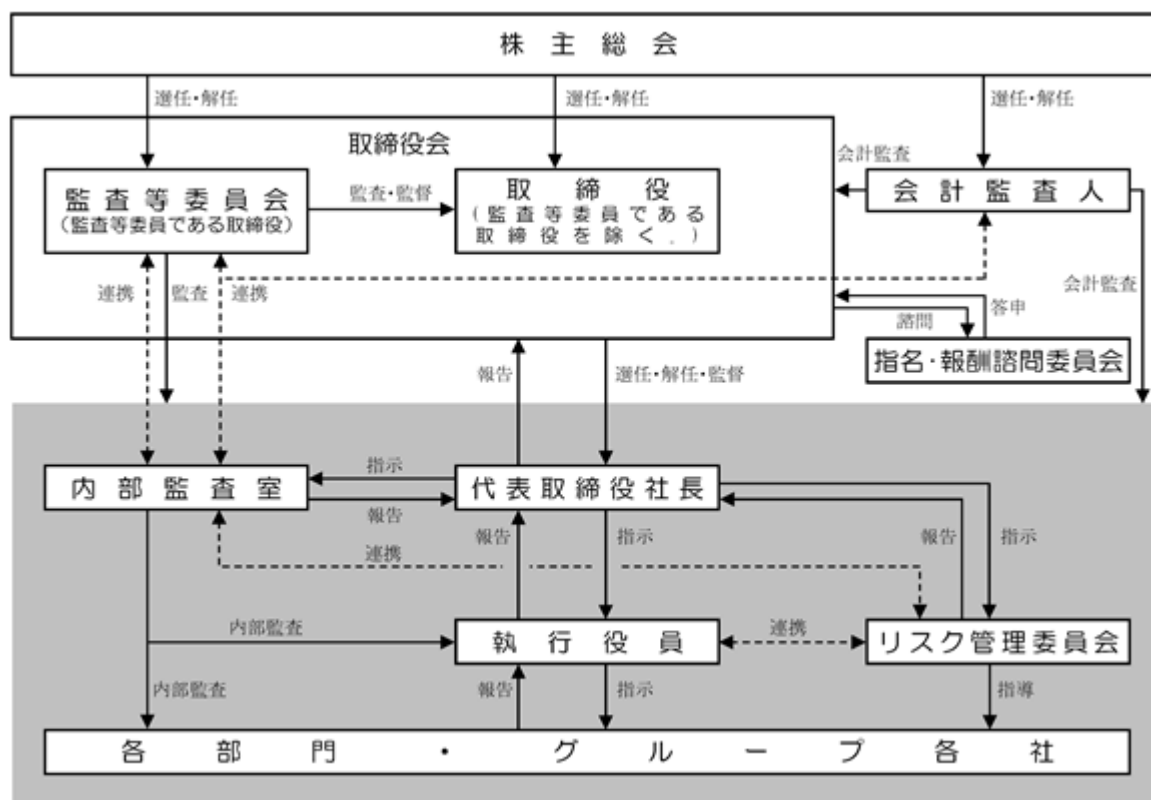 株主総会
選任・解任
選任・解任
選任・解任
取締役会
会計監査
監査等委員会
(監査等委員である取締役)
監査・監督
取締役
(監査等委員である
取締役を除く。)
会計監査人
連携
監査
連携
会計監査
答申
諮問
指名・報酬諮問委員会
報告
選任・解任・監督
内部監査室
指示
報告
代表取締役社長
報告
指示
報告
指示
連携
内部監査
執行役員
連携
リスク管理委員会
内部監査
報告
指示
指導
各部門・グループ各社